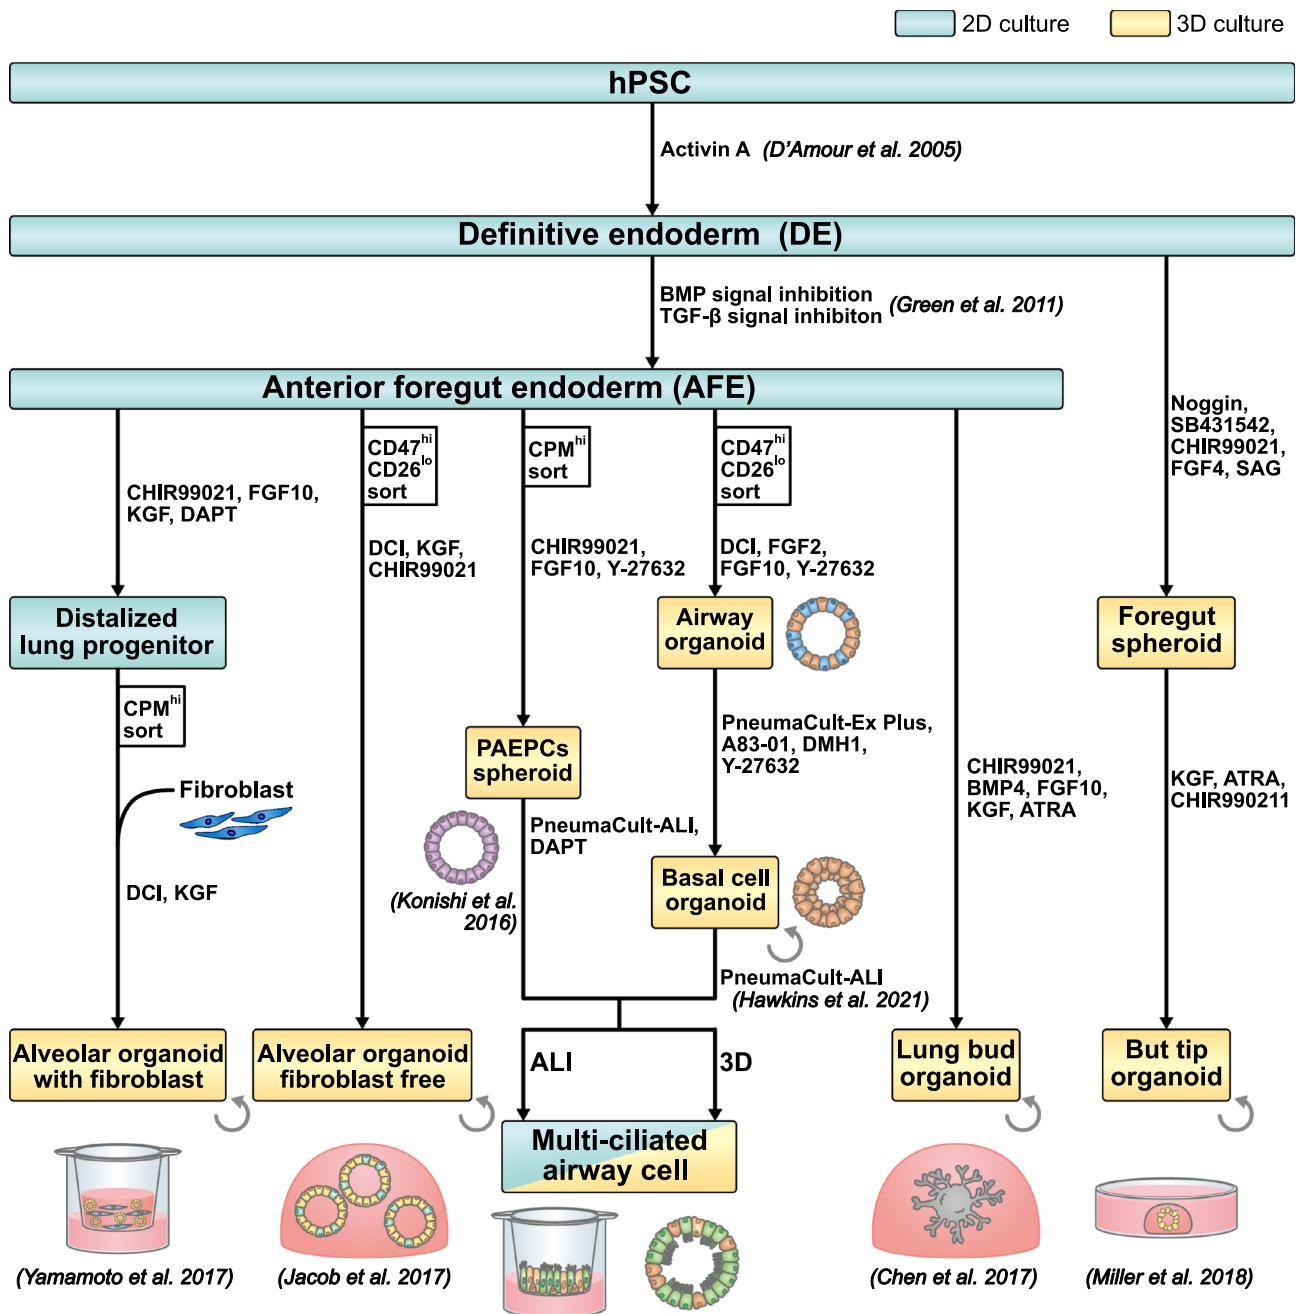 2D culture
3D culture
hPSC
Activin A (D'Amour et al. 2005)
Definitive endoderm (DE)
BMP signal inhibition
TGF-β signal inhibiton
(Green et al. 2011)
Anterior foregut endoderm (AFE)
CHIR99021, FGF10,
KGF, DAPT
Distalized
lung progenitor
CPMhi
sort
Fibroblast
DCI, KGF
Alveolar organoid
with fibroblast
(Yamamoto et al. 2017)
CD47hi
CD26lo
sort
DCI, KGF,
CHIR99021
Alveolar organoid
fibroblast free
(Jacob et al. 2017)
CPMhi
sort
CHIR99021,
FGF10, Y-27632
PAEPCs
spheroid
PneumaCult-ALI,
DAPT
(Konishi et al.
2016)
CD47hi
CD26lo
sort
DCI, FGF2,
FGF10, Y-27632
Airway
organoid
PneumaCult-Ex Plus,
A83-01, DMH1,
Y-27632
Basal cell
organoid
PneumaCult-ALI
(Hawkins et al. 2021)
ALI
3D
Multi-ciliated
airway cell
CHIR99021,
BMP4, FGF10,
KGF, ATRA
Lung bud
organoid
(Chen et al. 2017)
Noggin,
SB431542,
CHIR99021,
FGF4, SAG
Foregut
spheroid
KGF, ATRA,
CHIR990211
But tip
organoid
(Miller et al. 2018)